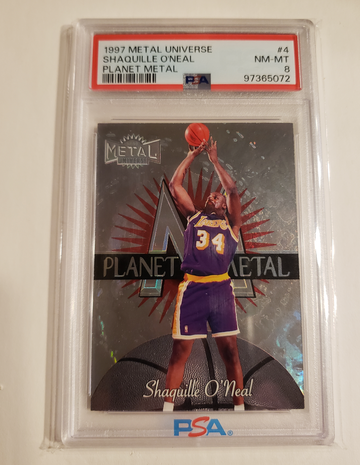 1997 METAL UNIVERSE #4
SHAQUILLE O'NEAL NM-MT
PLANET METAL PSA 8
97365072
METAL
LAKERS
34
M
PLANET METAL
Shaquille O'Neal
PSA®